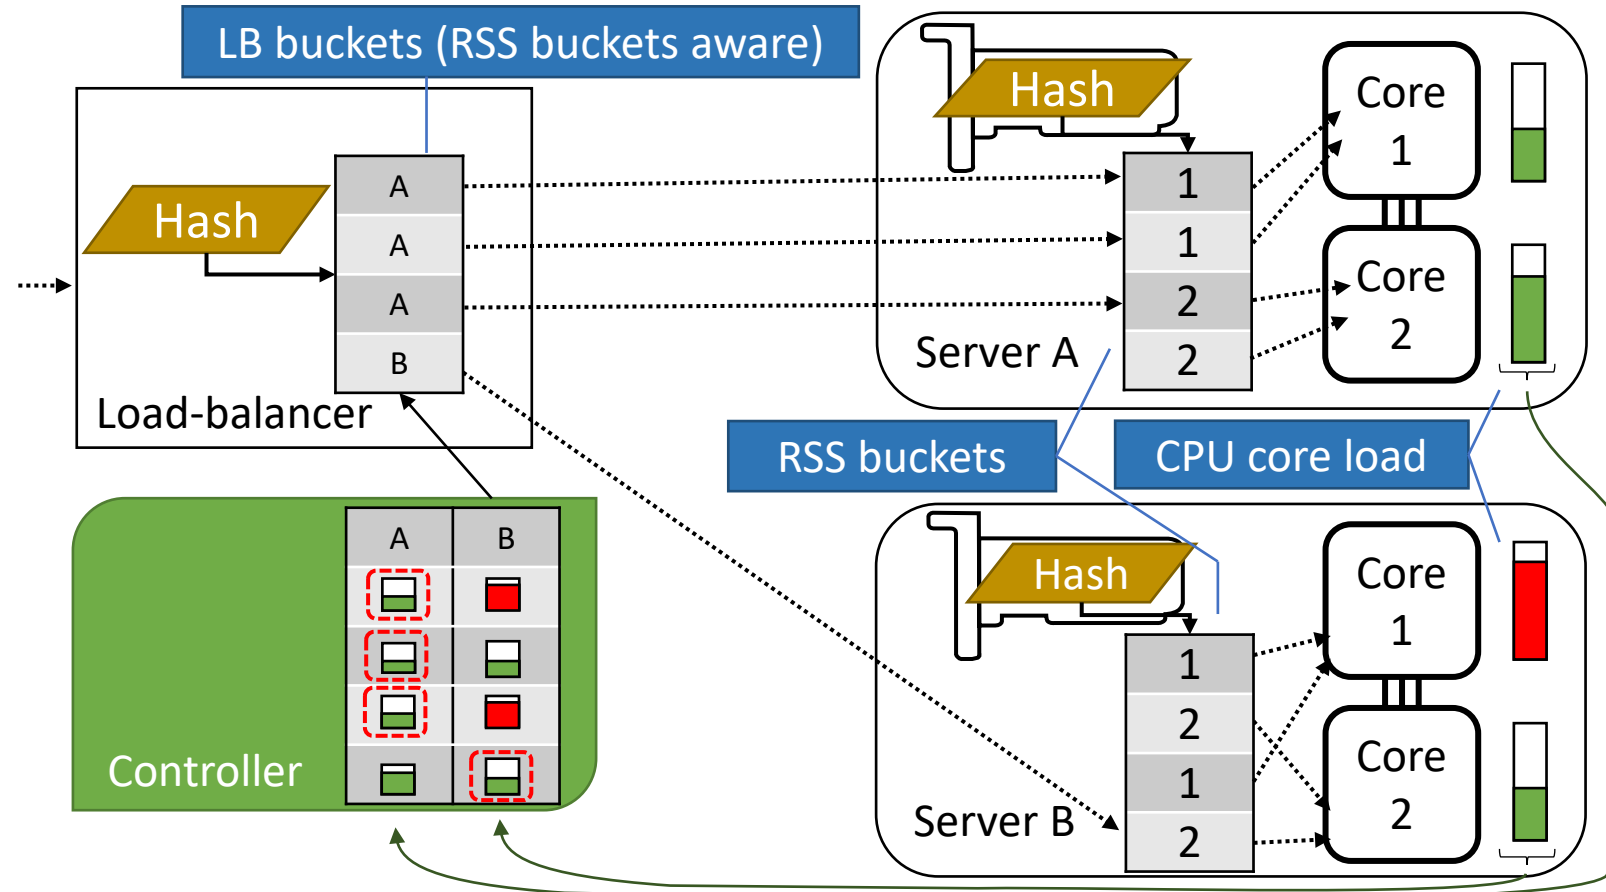 LB buckets (RSS buckets aware)
Hash
A
A
A
B
Load-balancer
Hash
1
1
2
2
Core
1
Core
2
Server A
RSS buckets
CPU core load
A B
Controller
Hash
1
2
1
2
Core
1
Core
2
Server B